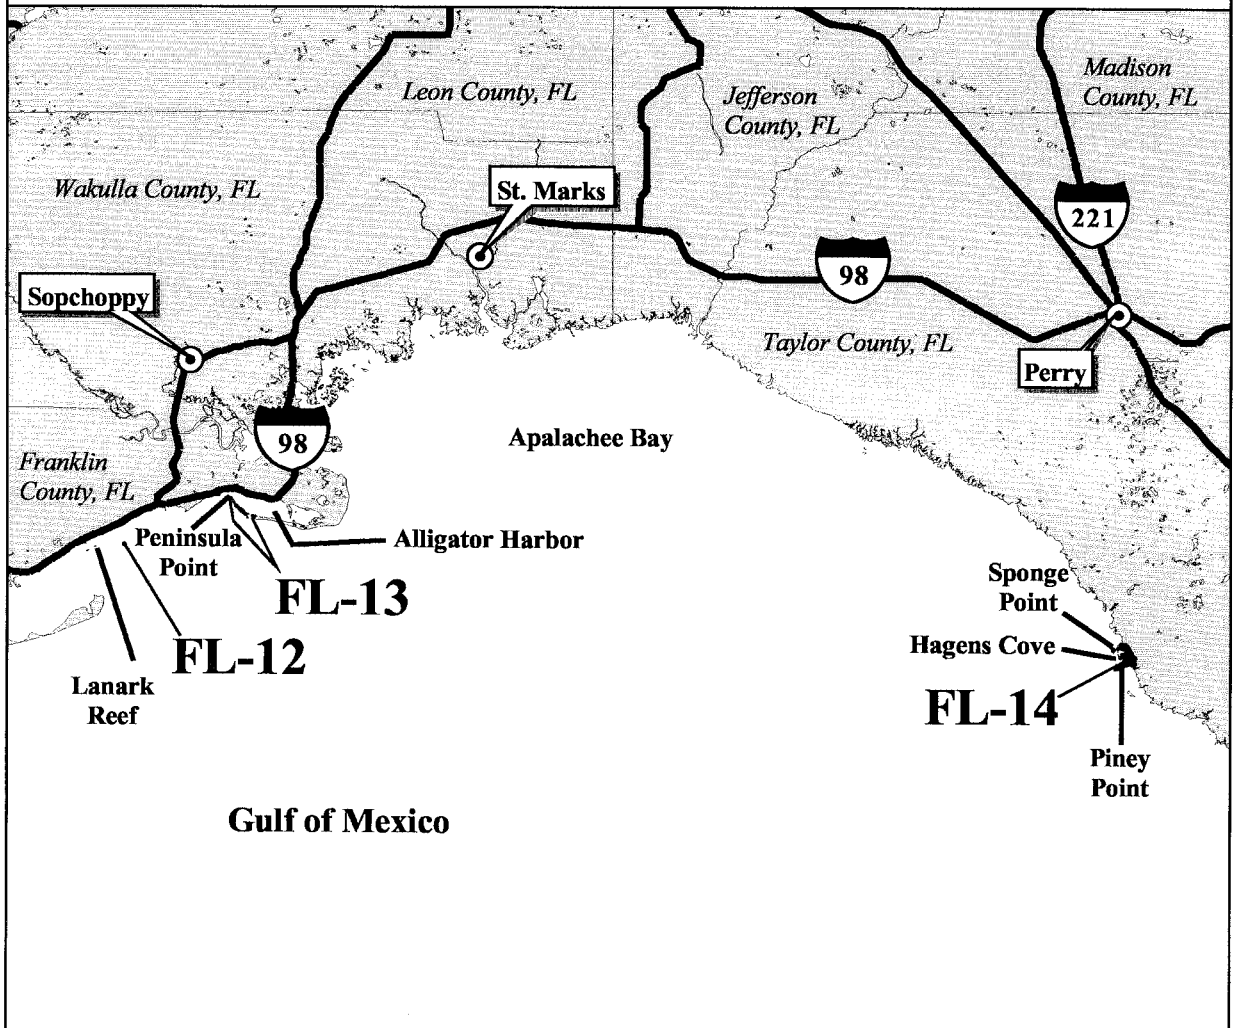 Madison
County, FL
Leon County, FL
Jefferson
County, FL
Wakulla County, FL
St. Marks
221
98
Sopchoppy
Taylor County, FL
Perry
98
Apalachee Bay
Franklin
County, FL
Peninsula
Point
Alligator Harbor
FL-13
Sponge
Point
FL-12
Hagens Cove
Lanark
Reef
FL-14
Piney
Point
Gulf of Mexico